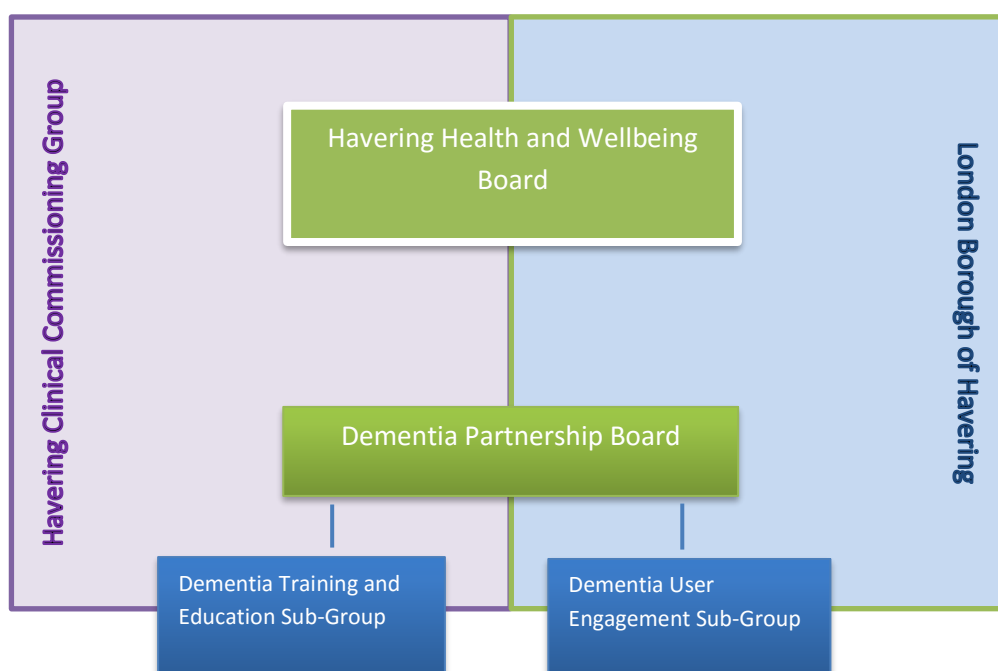 Havering Clinical Commissioning Group
Havering Health and Wellbeing
Board
London Borough of Havering
Dementia Partnership Board
Dementia Training and
Education Sub-Group
Dementia User
Engagement Sub-Group